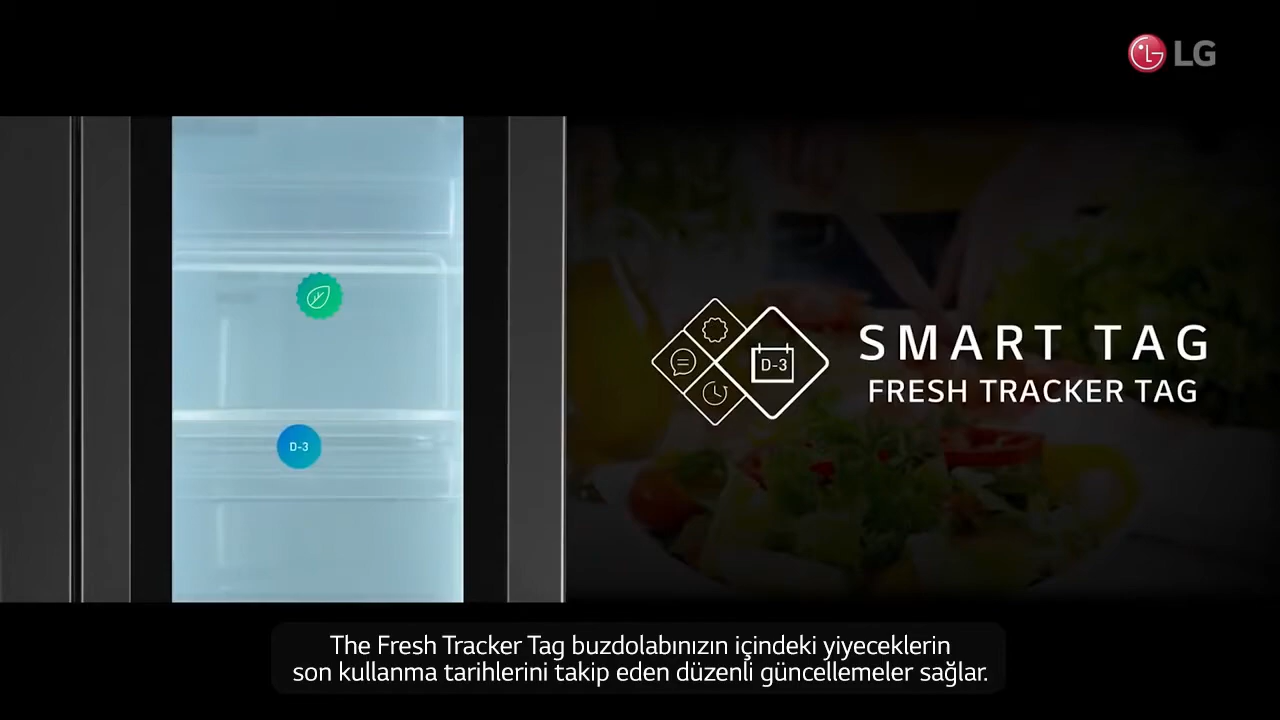 LG
SMART TAG
FRESH TRACKER TAG
D-3
D-3
The Fresh Tracker Tag buzdolabınızın içindeki yiyeceklerin
son kullanma tarihlerini takip eden düzenli güncellemeler sağlar.